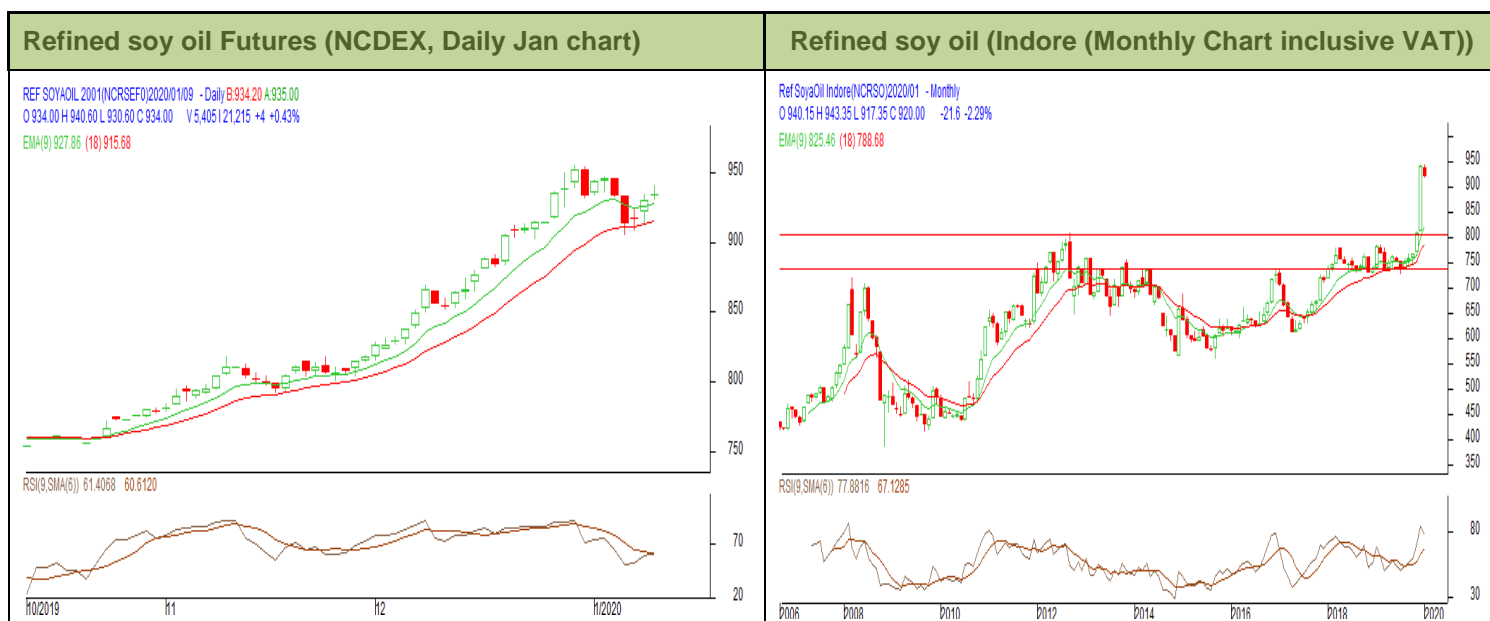 Refined soy oil Futures (NCDEX, Daily Jan chart)
REF SOYAOIL 2001(NCRSEF0)2020/01/09 - Daily B:934.20 A:935.00
O 934.00 H 940.60 L 930.60 C 934.00 V 5,405 I 21,215 +4 +0.43%
EMA(9) 927.86 (18) 915.68
950
900
850
800
750
RSI(9,SMA(6)) 61.4068 60.6120
70
20
10/2019 11 12 1/2020
Refined soy oil (Indore (Monthly Chart inclusive VAT))
Ref SoyaOil Indore(NCRSO)2020/01 - Monthly
O 940.15 H 943.35 L 917.35 C 920.00 -21.6 -2.29%
EMA(9) 825.46 (18) 788.68
950
900
850
800
750
700
650
600
550
500
450
400
350
RSI(9,SMA(6)) 77.8816 67.1285
80
30
2006 2008 2010 2012 2014 2016 2018 2020